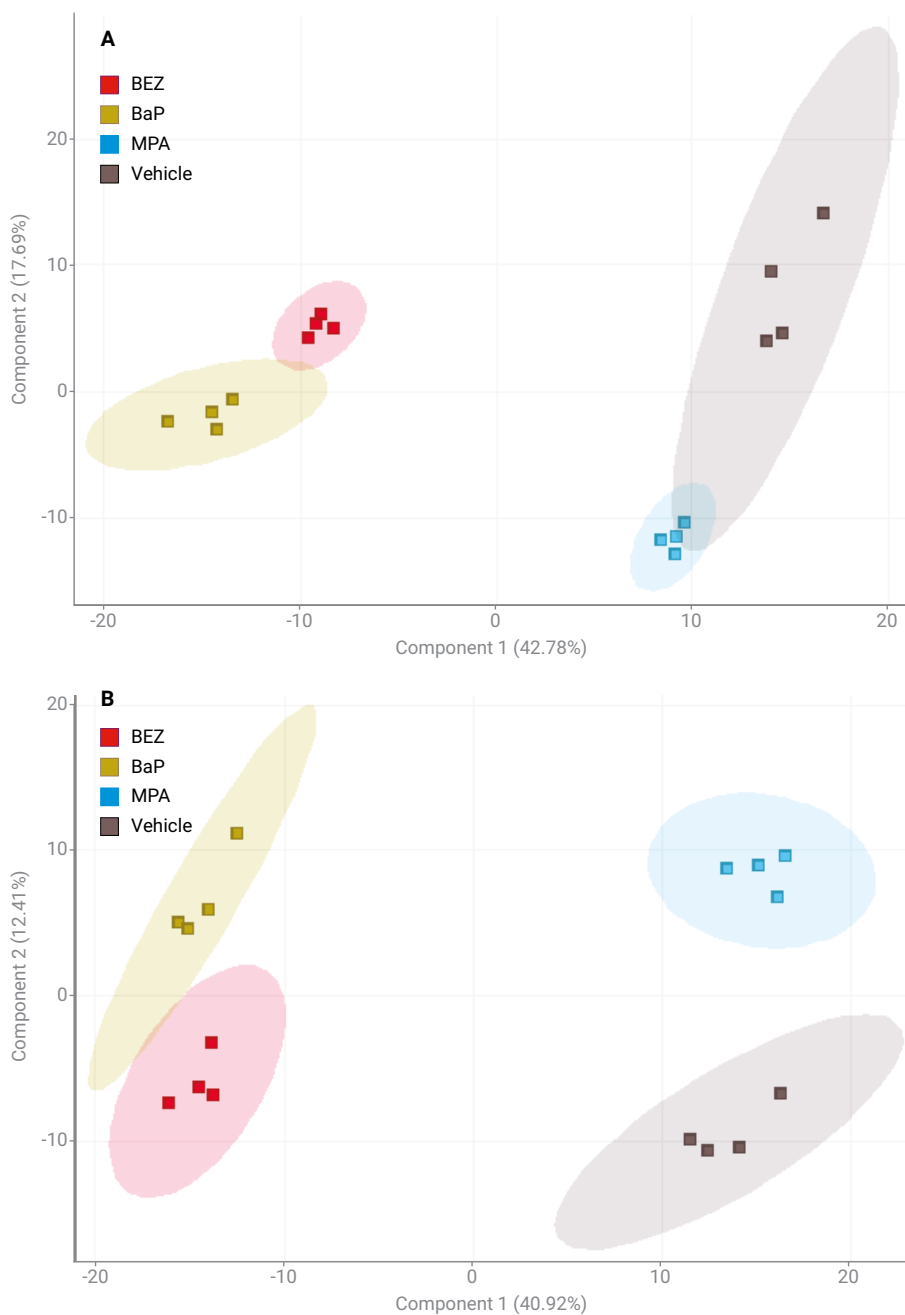 A
BEZ
BaP
MPA
Vehicle
20
10
0
-10
Component 2 (17.69%)
-20 -10 0 10 20
Component 1 (42.78%)
B
BEZ
BaP
MPA
Vehicle
20
10
0
-10
Component 2 (12.41%)
-20 -10 0 10 20
Component 1 (40.92%)